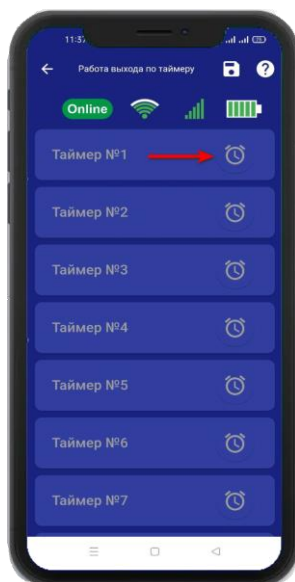 11:37
Работа выхода по таймеру
?
Online
Таймер №1
Таймер №2
Таймер №3
Таймер №4
Таймер №5
Таймер №6
Таймер №7